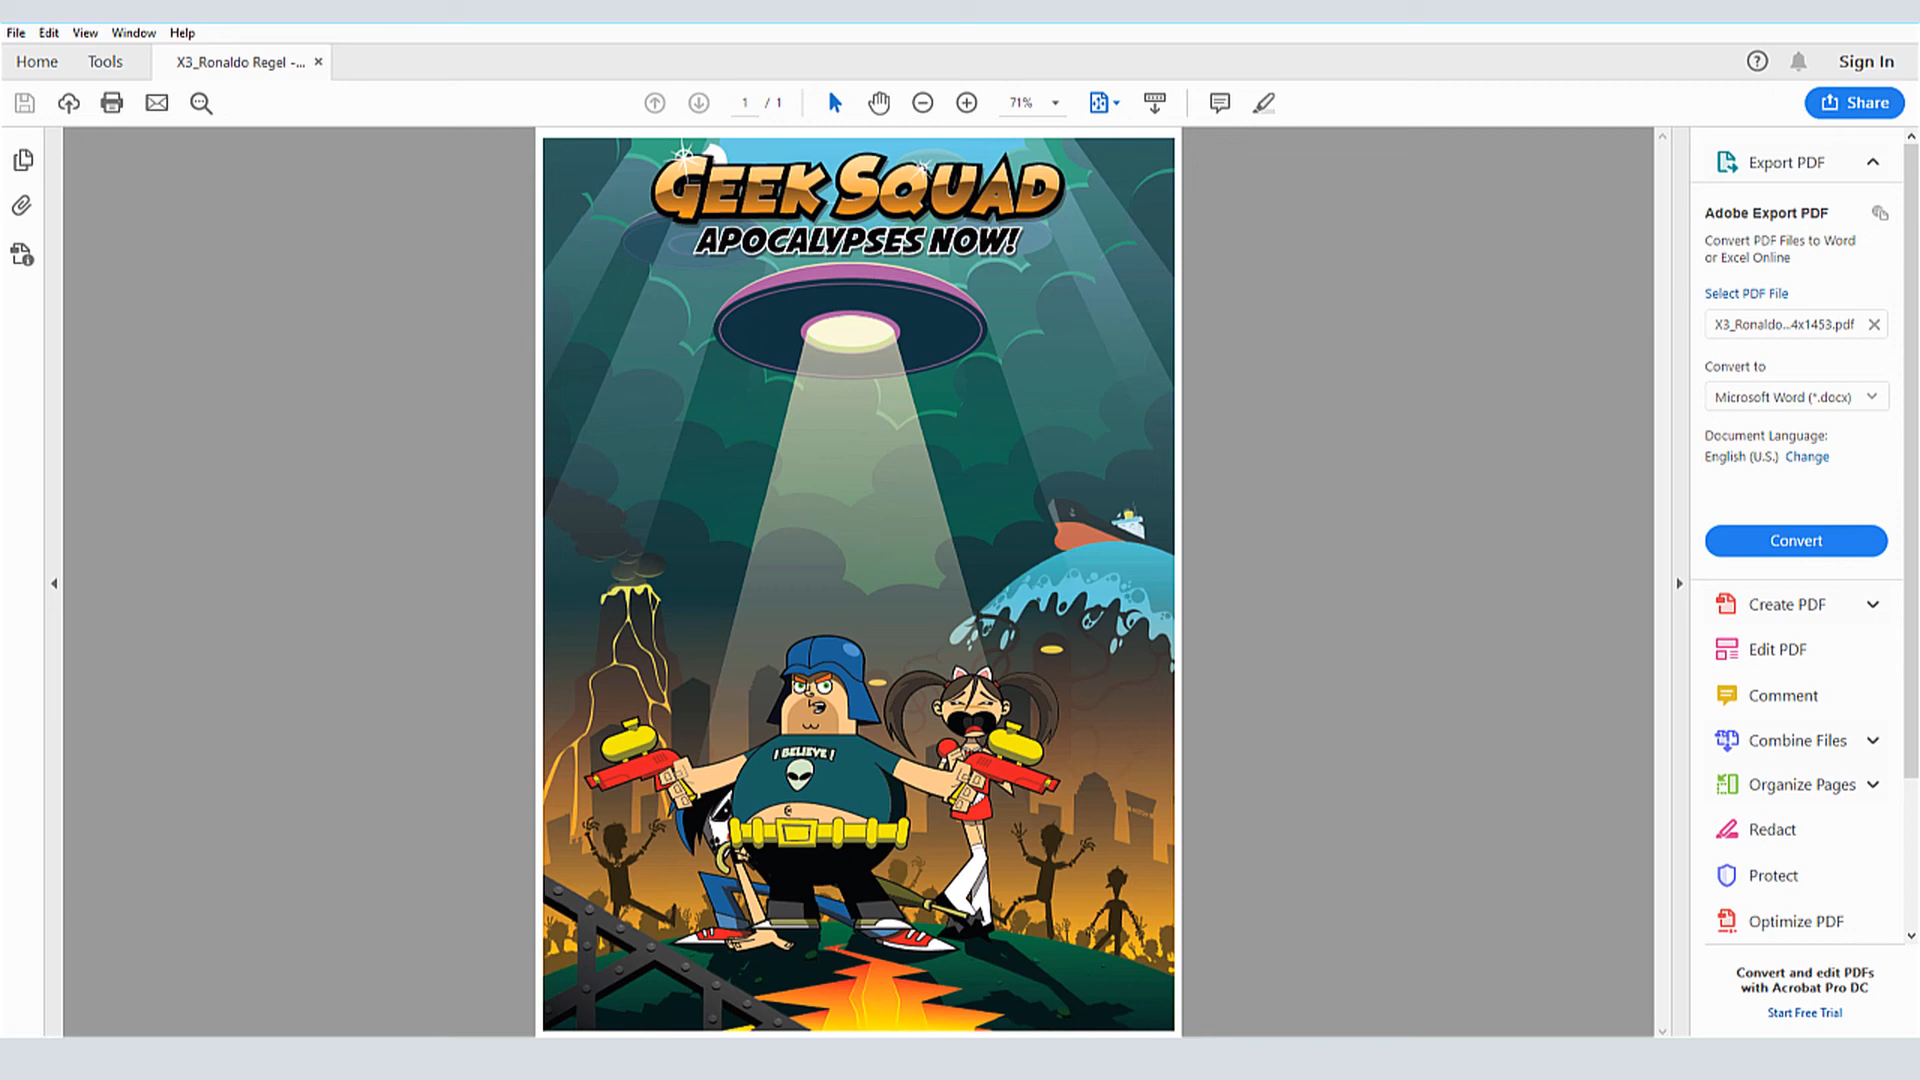 File Edit View Window Help
Home Tools X3_Ronaldo Regel -... Sign In
1 / 1 71% Share
GEEK SQUAD
APOCALYPSES NOW!
I BELIEVE !
Export PDF
Adobe Export PDF
Convert PDF Files to Word
or Excel Online
Select PDF File
X3_Ronaldo...4x1453.pdf
Convert to
Microsoft Word (*.docx)
Document Language:
English (U.S.) Change
Convert
Create PDF
Edit PDF
Comment
Combine Files
Organize Pages
Redact
Protect
Optimize PDF
Convert and edit PDFs
with Acrobat Pro DC
Start Free Trial